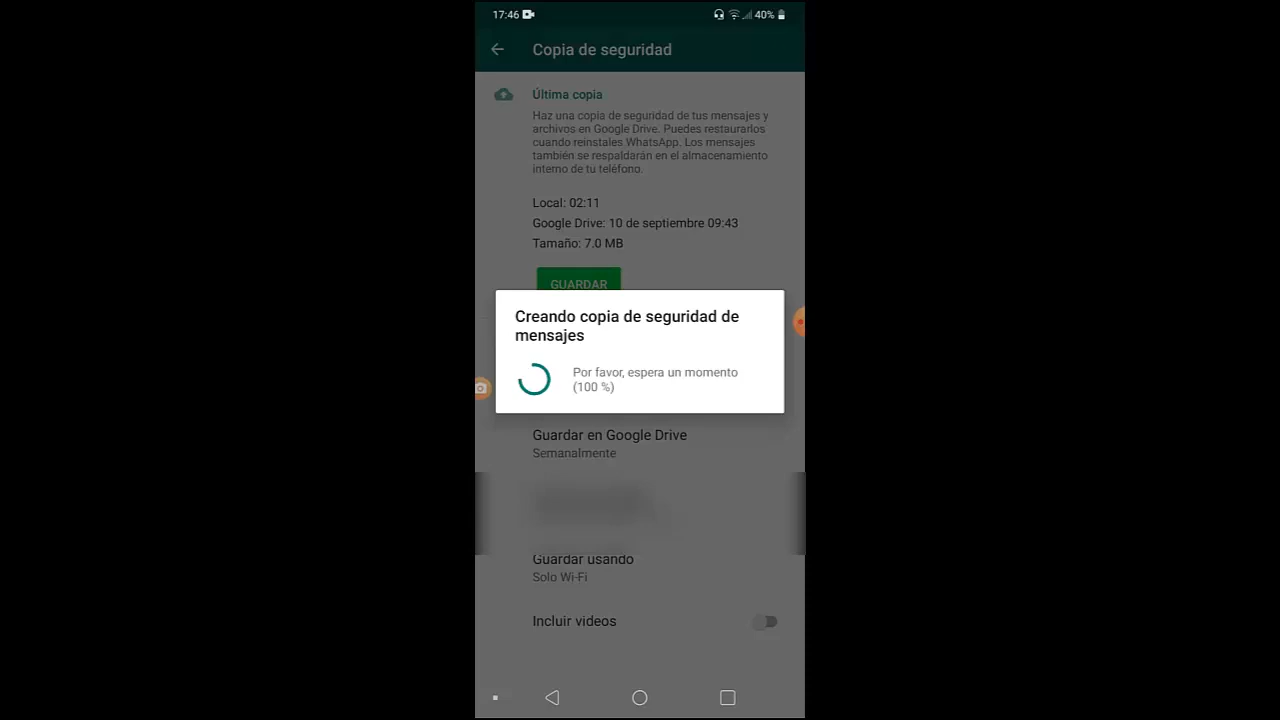 17:46
40%
Copia de seguridad
Última copia
Haz una copia de seguridad de tus mensajes y
archivos en Google Drive. Puedes restaurarlos
cuando reinstales WhatsApp. Los mensajes
también se respaldarán en el almacenamiento
interno de tu teléfono.
Local: 02:11
Google Drive: 10 de septiembre 09:43
Tamaño: 7.0 MB
GUARDAR
Creando copia de seguridad de
mensajes
Por favor, espera un momento
(100 %)
Guardar en Google Drive
Semanalmente
Guardar usando
Solo Wi-Fi
Incluir videos